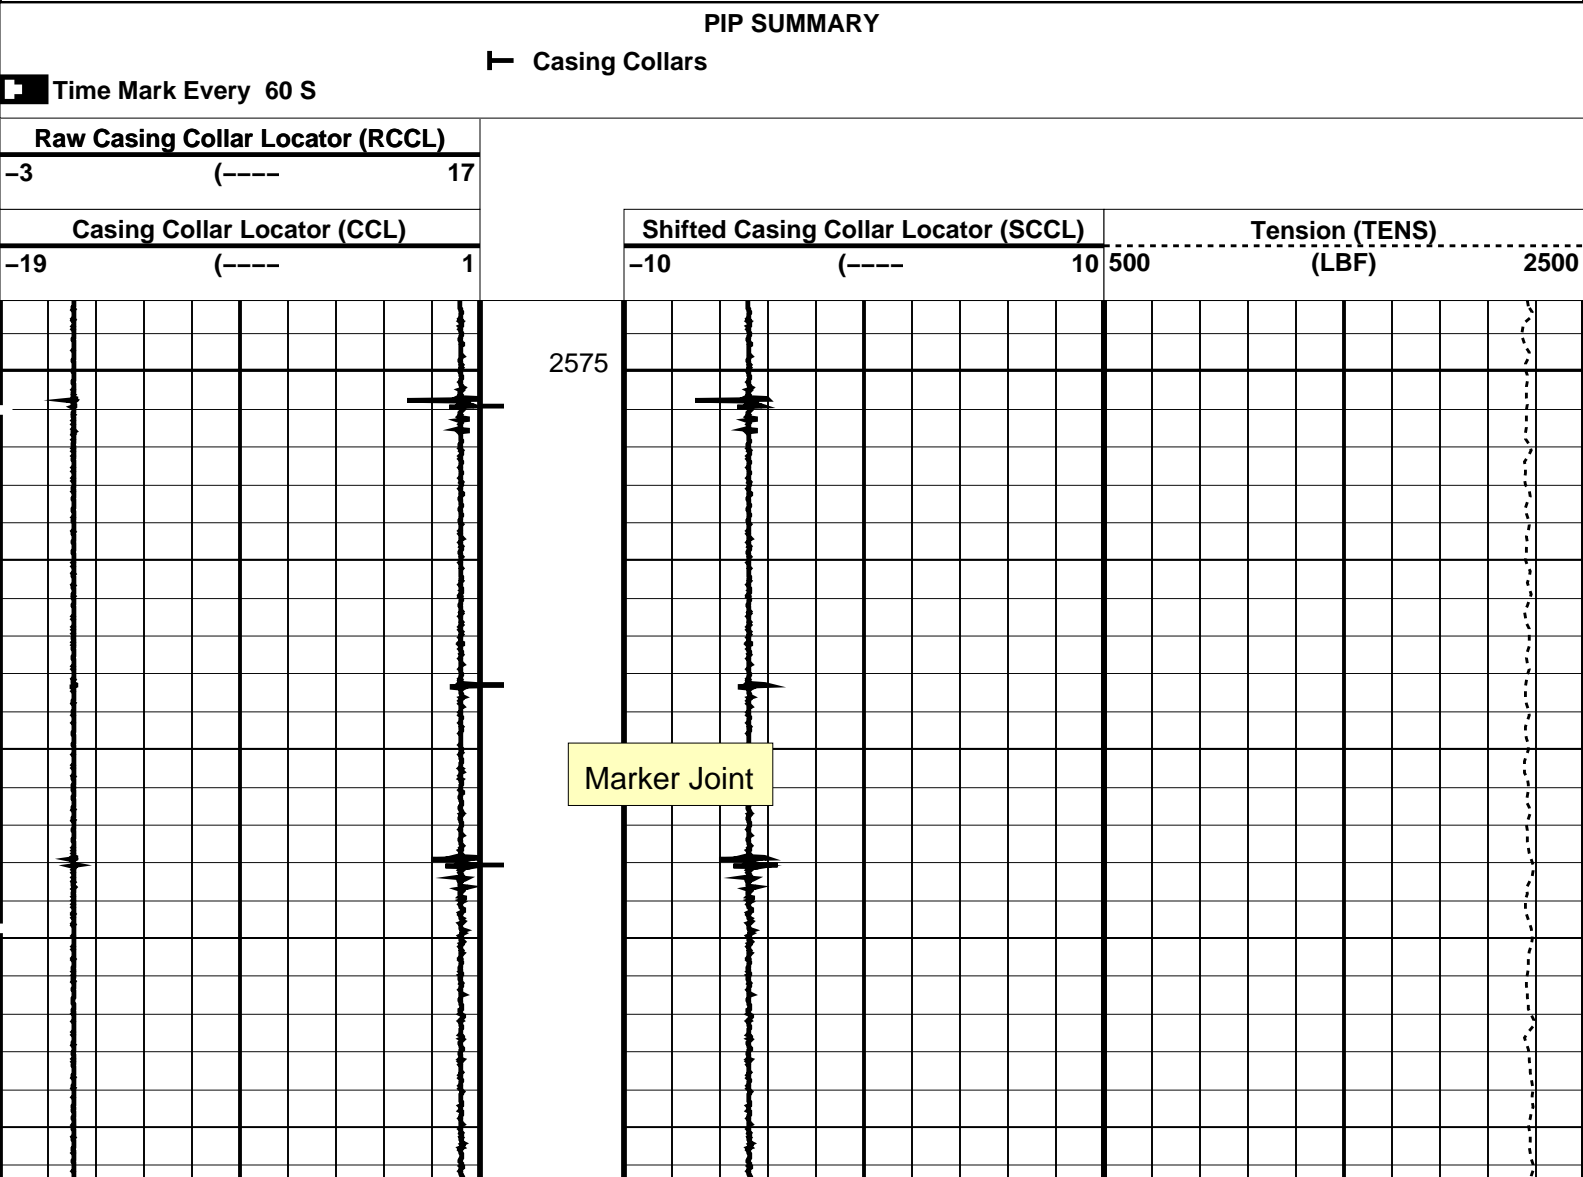 PIP SUMMARY
Casing Collars
Time Mark Every 60 S
Raw Casing Collar Locator (RCCL)
−3 (−−−− 17
Casing Collar Locator (CCL)
−19 (−−−− 1
Shifted Casing Collar Locator (SCCL)
−10 (−−−− 10
Tension (TENS)
500 (LBF) 2500
2575
Marker Joint